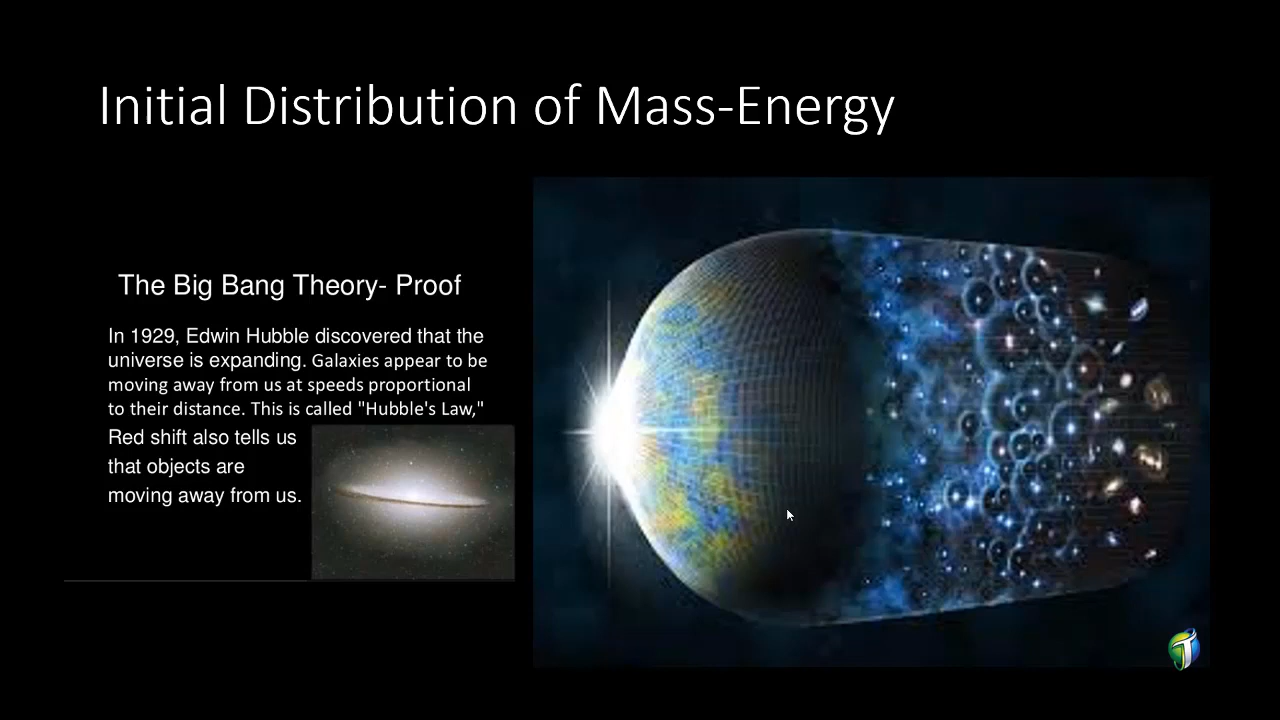 Initial Distribution of Mass-Energy
The Big Bang Theory- Proof
In 1929, Edwin Hubble discovered that the
universe is expanding. Galaxies appear to be
moving away from us at speeds proportional
to their distance. This is called "Hubble's Law,"
Red shift also tells us
that objects are
moving away from us.
T